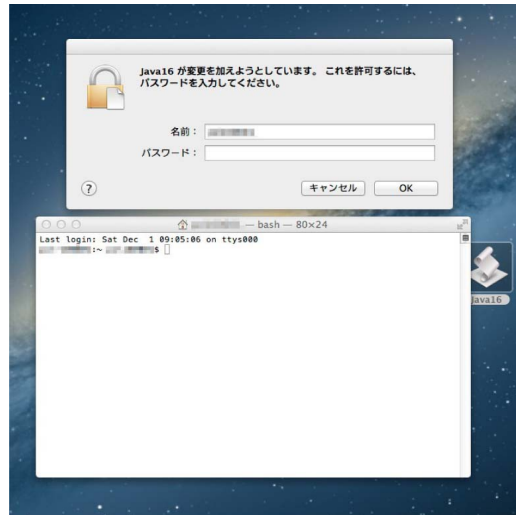 Java16 が変更を加えようとしています。 これを許可するには、
パスワードを入力してください。
名前：
パスワード：
?
キャンセル
OK
— bash — 80×24
Last login: Sat Dec 1 09:05:06 on ttys000
:~ $
Java16